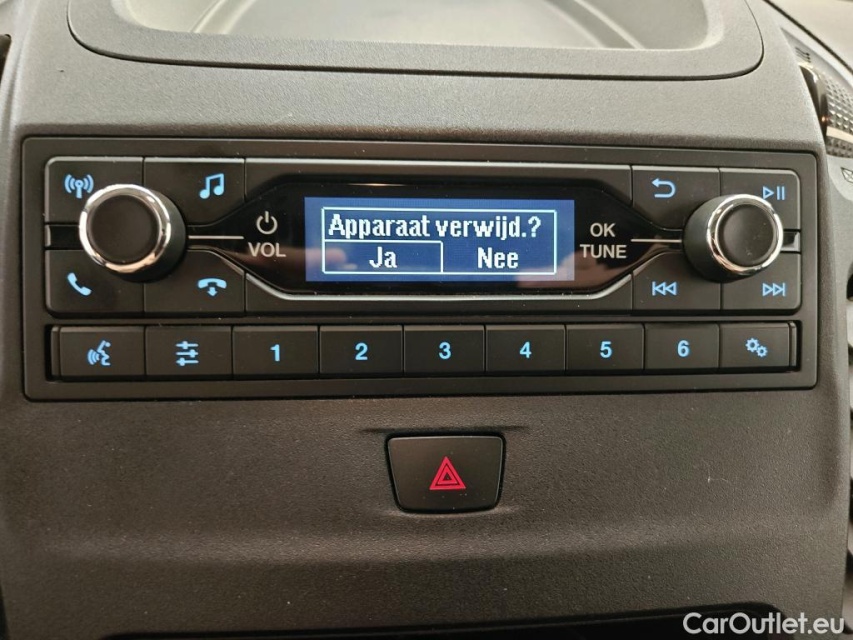 Apparaat verwijd.?
Ja Nee
VOL
OK
TUNE
1 2 3 4 5 6
CarOutlet.eu